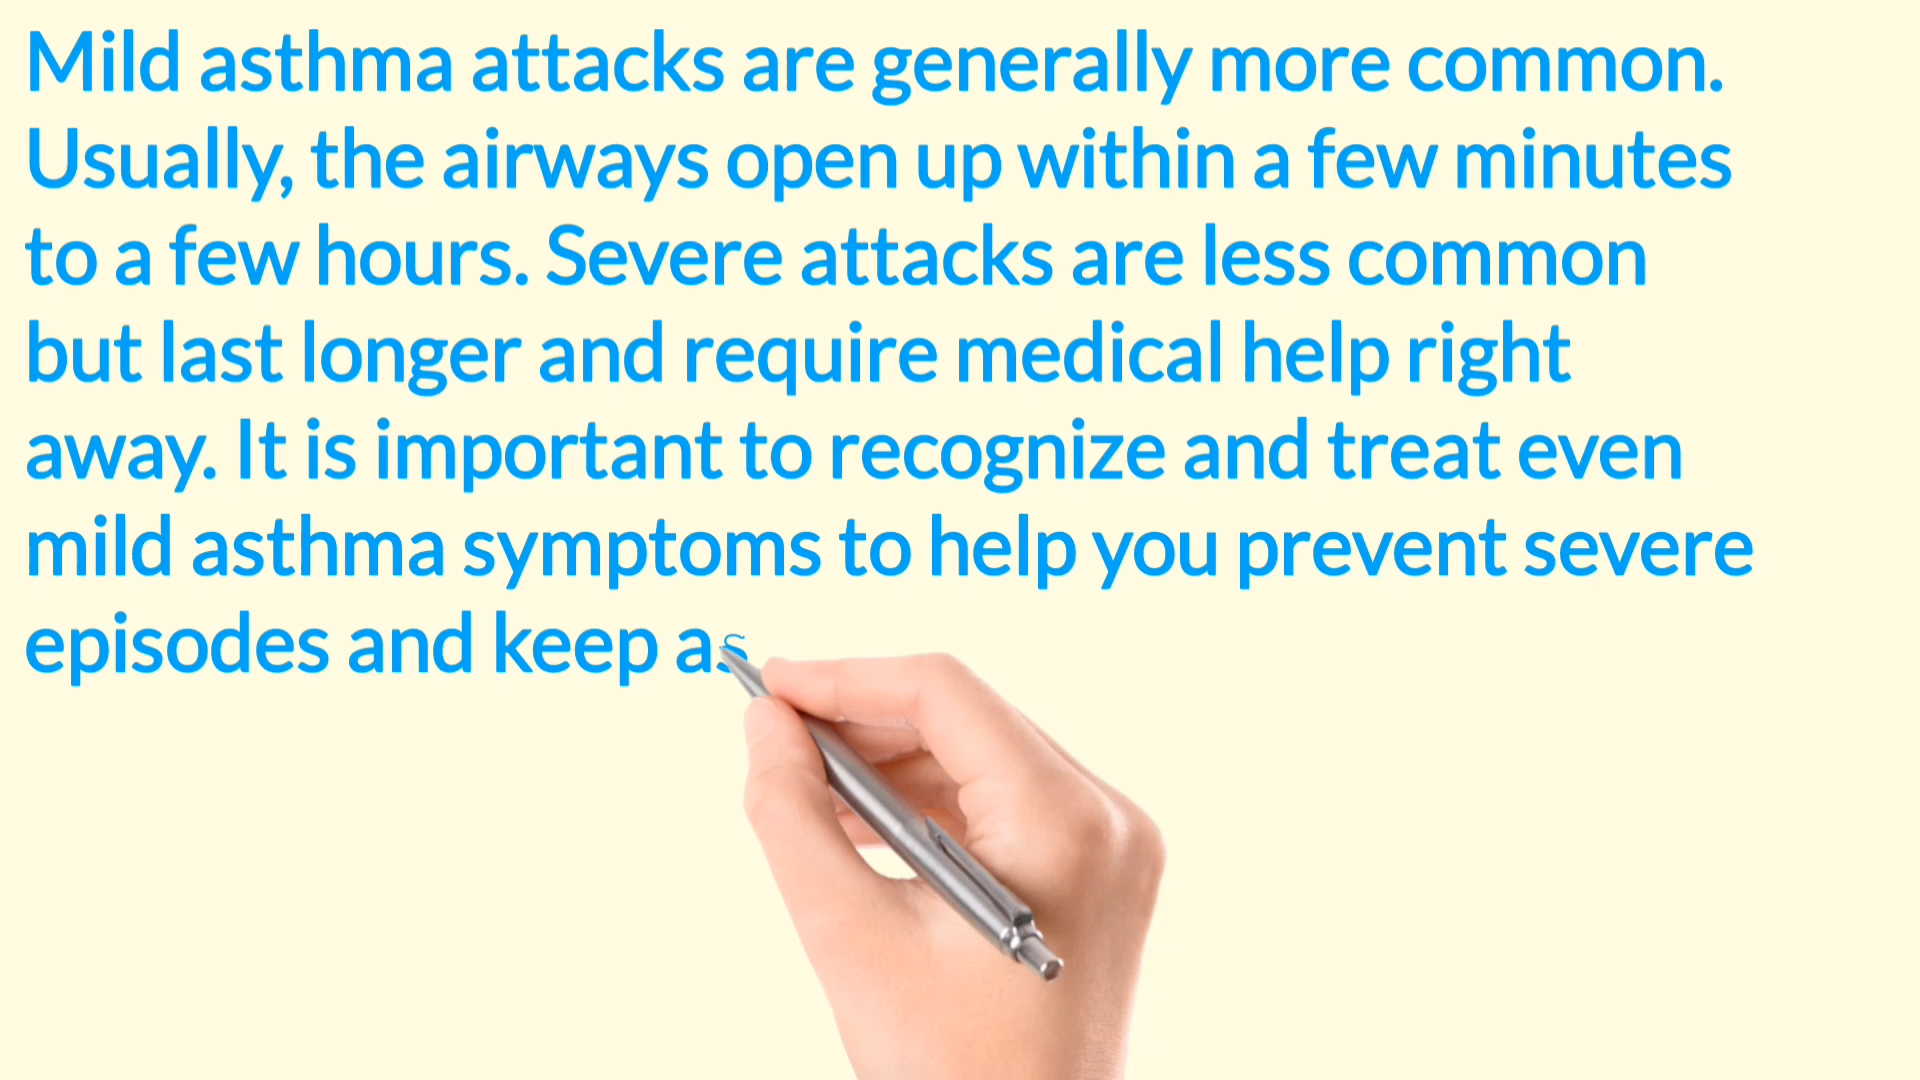 Mild asthma attacks are generally more common.
Usually, the airways open up within a few minutes
to a few hours. Severe attacks are less common
but last longer and require medical help right
away. It is important to recognize and treat even
mild asthma symptoms to help you prevent severe
episodes and keep as